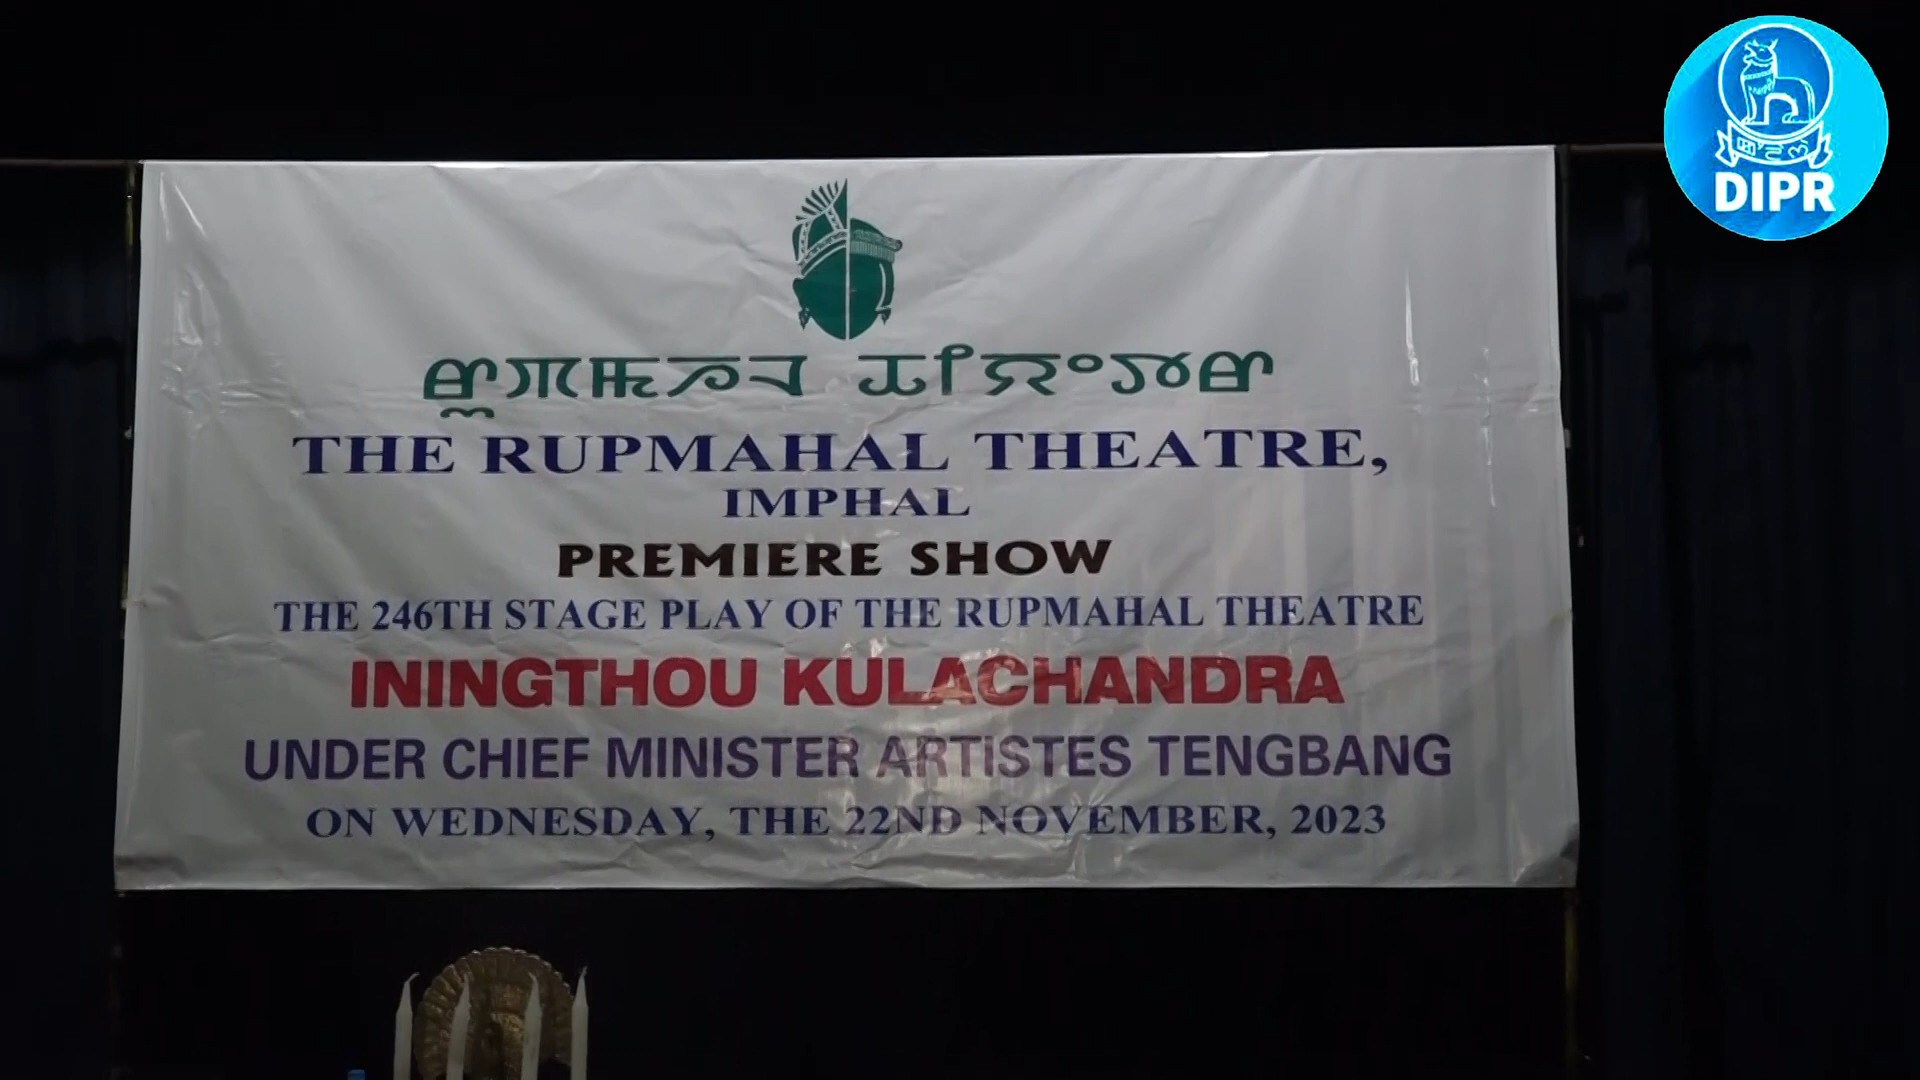 ꯔꯨꯄꯃꯍꯜ
THE RUPMAHAL THEATRE,
IMPHAL
PREMIERE SHOW
THE 246TH STAGE PLAY OF THE RUPMAHAL THEATRE
ININGTHOU KULACHANDRA
UNDER CHIEF MINISTER ARTISTES TENGBANG
ON WEDNESDAY, THE 22ND NOVEMBER, 2023
DIPR